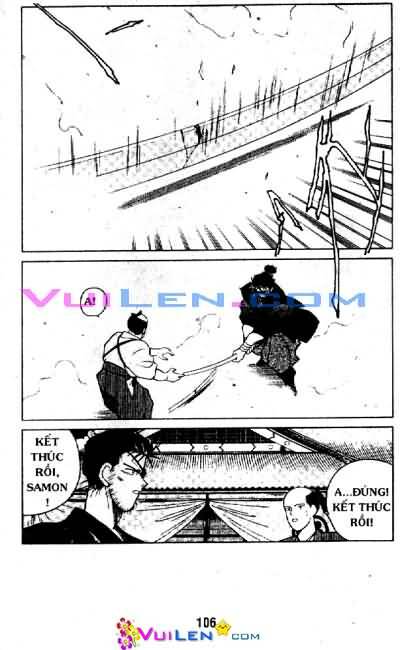 A!
VUILEN.COM
KẾT
THÚC
RỒI,
SAMON
!
A...ĐÚNG!
KẾT THÚC
RỒI!
106
VUILEN.COM